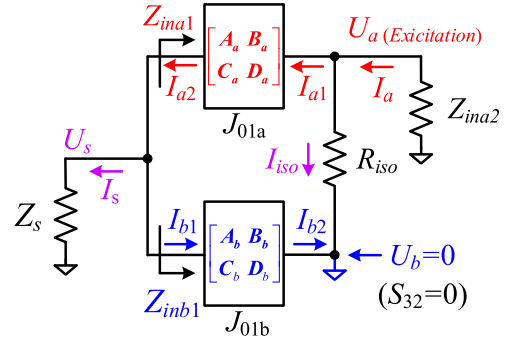 Z_ina1
U_a (Exicitation)
A_a B_a
C_a D_a
I_a2
I_a1
I_a
J_01a
Z_ina2
U_s
I_iso
R_iso
I_s
Z_s
I_b1
A_b B_b
C_b D_b
I_b2
U_b=0
(S_32=0)
Z_inb1
J_01b